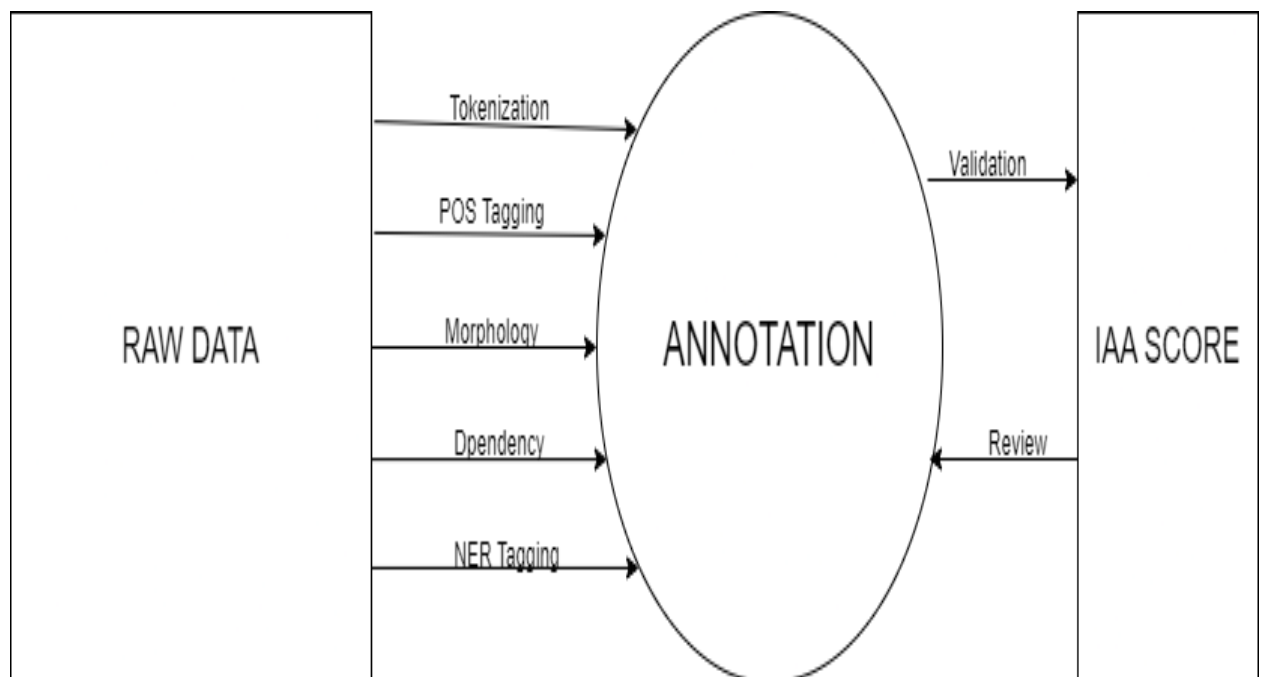 Tokenization
POS Tagging
Morphology
Dpendency
NER Tagging
RAW DATA
ANNOTATION
Validation
IAA SCORE
Review